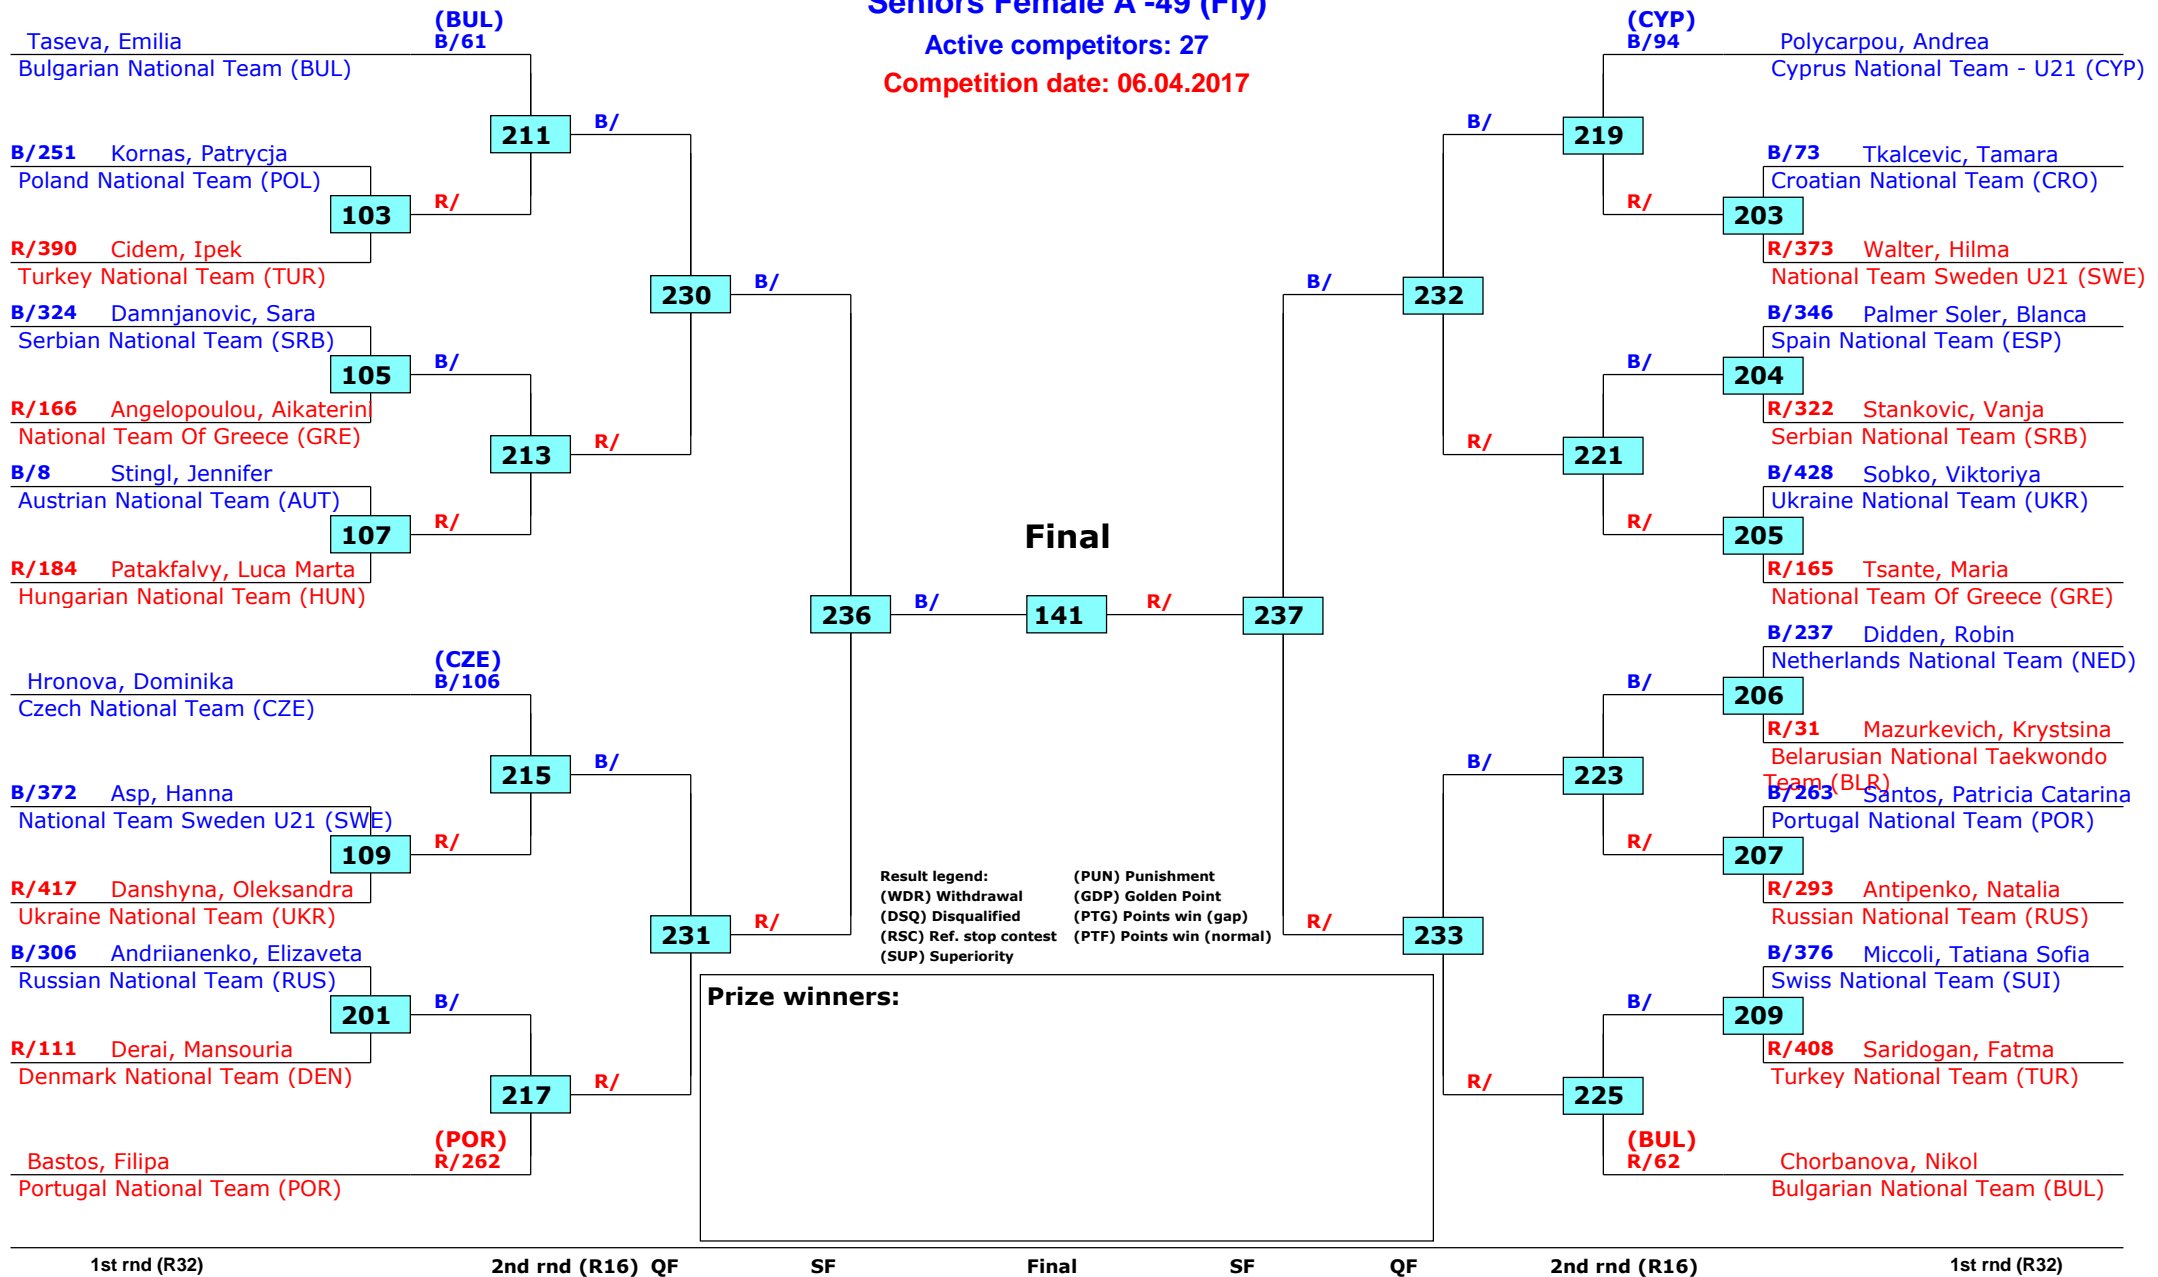 Seniors Female A -49 (Fly)
Active competitors: 27
Competition date: 06.04.2017
(BUL)
Taseva, Emilia B/61
Bulgarian National Team (BUL)
211
B/
B/251 Kornas, Patrycja
Poland National Team (POL)
103
R/
R/390 Cidem, Ipek
Turkey National Team (TUR)
230
B/
B/324 Damnjanovic, Sara
Serbian National Team (SRB)
105
B/
R/166 Angelopoulou, Aikaterini
National Team Of Greece (GRE)
213
R/
B/8 Stingl, Jennifer
Austrian National Team (AUT)
107
R/
R/184 Patakfalvy, Luca Marta
Hungarian National Team (HUN)
236
B/
(CZE)
Hronova, Dominika B/106
Czech National Team (CZE)
215
B/
B/372 Asp, Hanna
National Team Sweden U21 (SWE)
109
R/
R/417 Danshyna, Oleksandra
Ukraine National Team (UKR)
231
R/
B/306 Andriianenko, Elizaveta
Russian National Team (RUS)
201
B/
R/111 Derai, Mansouria
Denmark National Team (DEN)
217
R/
(POR)
Bastos, Filipa R/262
Portugal National Team (POR)
Final
141
R/
237
(CYP)
B/94 Polycarpou, Andrea
Cyprus National Team - U21 (CYP)
B/
219
B/73 Tkalcevic, Tamara
Croatian National Team (CRO)
R/
203
R/373 Walter, Hilma
National Team Sweden U21 (SWE)
B/
232
B/346 Palmer Soler, Blanca
Spain National Team (ESP)
B/
204
R/322 Stankovic, Vanja
Serbian National Team (SRB)
R/
221
B/428 Sobko, Viktoriya
Ukraine National Team (UKR)
R/
205
R/165 Tsante, Maria
National Team Of Greece (GRE)
B/237 Didden, Robin
Netherlands National Team (NED)
B/
206
R/31 Mazurkevich, Krystsina
Belarusian National Taekwondo
Team (BLR)
B/
223
B/263 Santos, Patricia Catarina
Portugal National Team (POR)
R/
207
R/293 Antipenko, Natalia
Russian National Team (RUS)
R/
233
B/376 Miccoli, Tatiana Sofia
Swiss National Team (SUI)
B/
209
R/408 Saridogan, Fatma
Turkey National Team (TUR)
R/
225
(BUL)
R/62 Chorbanova, Nikol
Bulgarian National Team (BUL)
Result legend: (PUN) Punishment
(WDR) Withdrawal (GDP) Golden Point
(DSQ) Disqualified (PTG) Points win (gap)
(RSC) Ref. stop contest (PTF) Points win (normal)
(SUP) Superiority
Prize winners:
1st rnd (R32) 2nd rnd (R16) QF SF Final SF QF 2nd rnd (R16) 1st rnd (R32)